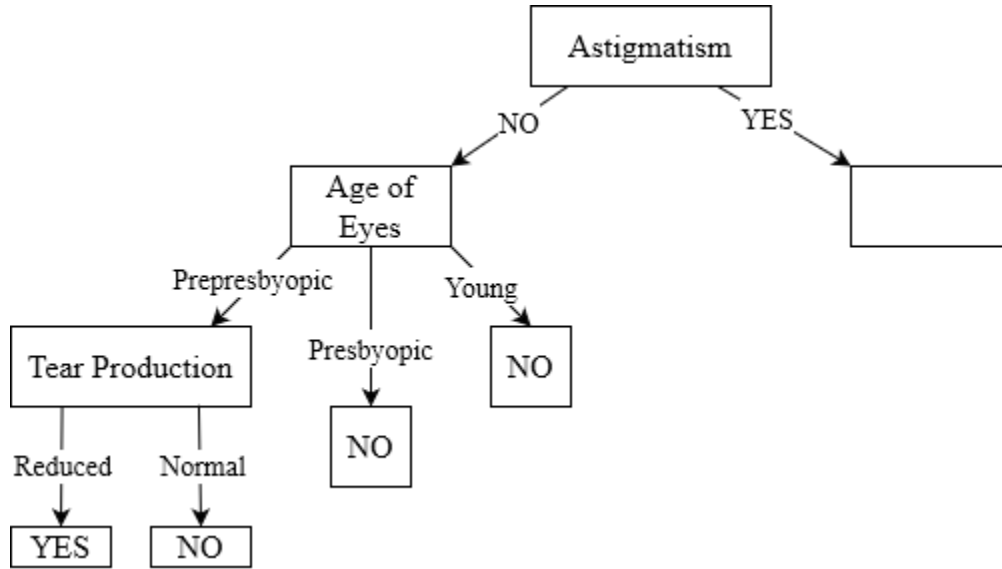 Astigmatism
NO
YES
Age of
Eyes
Prepresbyopic
Young
Presbyopic
Tear Production
NO
NO
Reduced
Normal
YES
NO